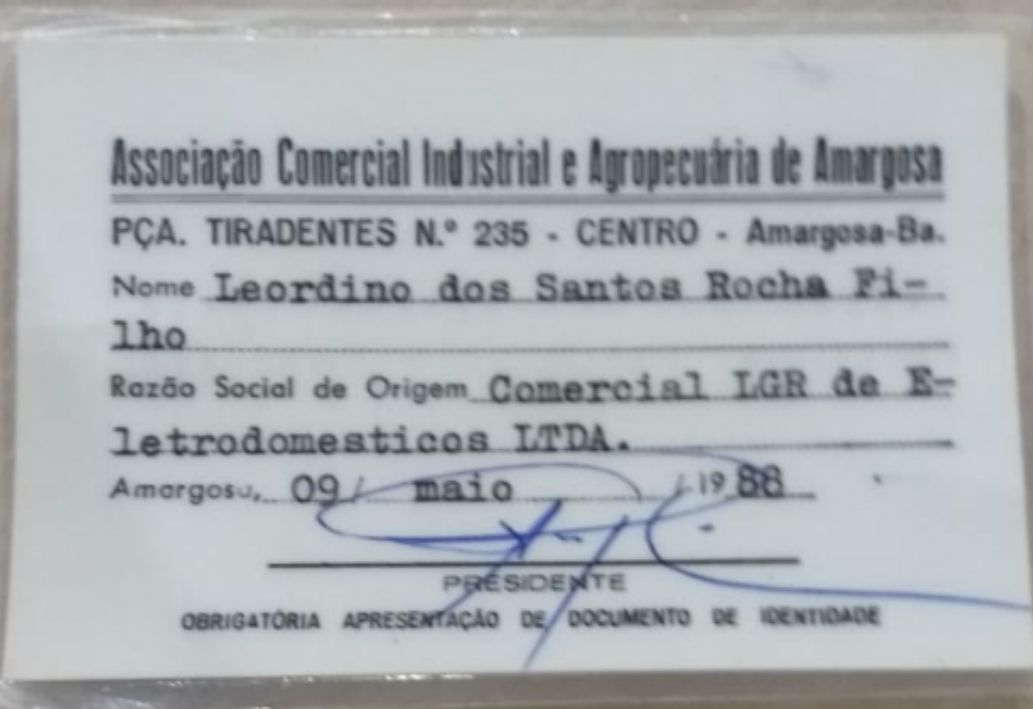 Associação Comercial Industrial e Agropecuária de Amargosa
PÇA. TIRADENTES N.º 235 - CENTRO - Amargosa-Ba.
Nome Leordino dos Santos Rocha Fi-
lho
Razão Social de Origem Comercial LGR de E-
letrodomesticos LTDA.
Amargosa, 09/ maio /19 88
PRESIDENTE
OBRIGATÓRIA APRESENTAÇÃO DE DOCUMENTO DE IDENTIDADE